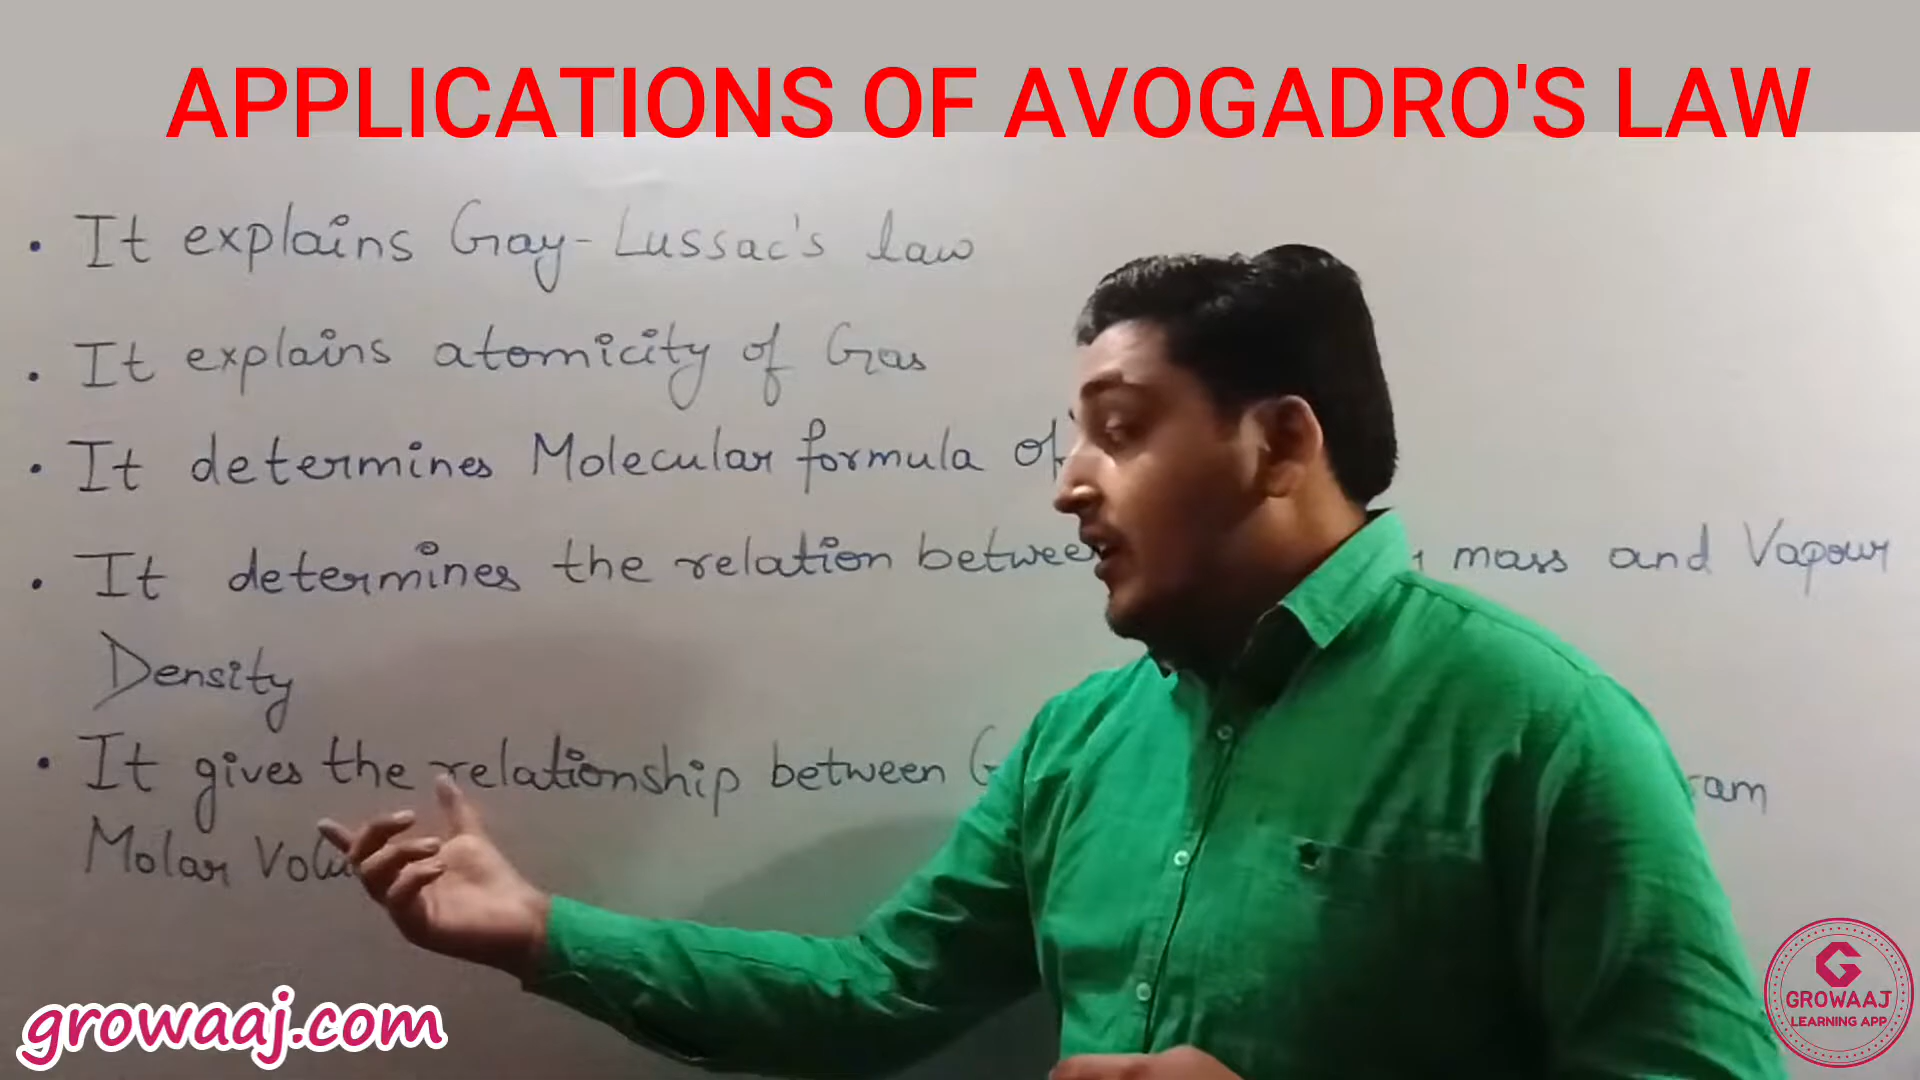 APPLICATIONS OF AVOGADRO'S LAW
• It explains Gay-Lussac's law
• It explains atomicity of Gas
• It determines Molecular formula of
• It determines the relation between mass and Vapour
Density
• It gives the relationship between
Molar
growaaj.com
G
GROWAAJ
LEARNING APP